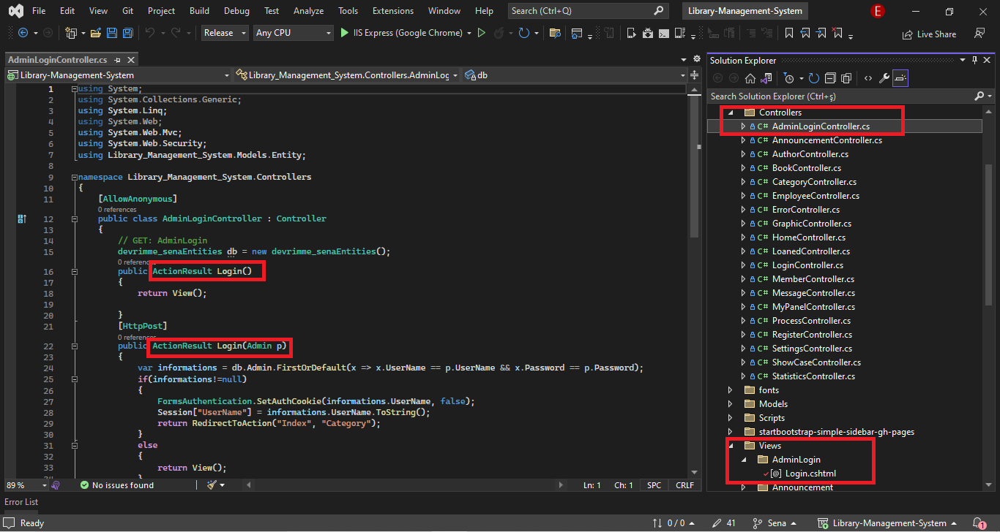 File Edit View Git Project Build Debug Test Analyze Tools Extensions Window Help Search (Ctrl+Q) Library-Management-System E
Release Any CPU IIS Express (Google Chrome) Live Share
AdminLoginController.cs
Library-Management-System Library_Management_System.Controllers.AdminLog db
1 using System;
2 using System.Collections.Generic;
3 using System.Linq;
4 using System.Web;
5 using System.Web.Mvc;
6 using System.Web.Security;
7 using Library_Management_System.Models.Entity;
8
9 namespace Library_Management_System.Controllers
10 {
11 [AllowAnonymous]
0 references
12 public class AdminLoginController : Controller
13 {
14 // GET: AdminLogin
15 devrimme_senaEntities db = new devrimme_senaEntities();
0 references
16 public ActionResult Login()
17 {
18 return View();
19
20 }
21 [HttpPost]
0 references
22 public ActionResult Login(Admin p)
23 {
24 var informations = db.Admin.FirstOrDefault(x => x.UserName == p.UserName && x.Password == p.Password);
25 if(informations!=null)
26 {
27 FormsAuthentication.SetAuthCookie(informations.UserName, false);
28 Session["UserName"] = informations.UserName.ToString();
29 return RedirectToAction("Index", "Category");
30 }
31 else
32 {
33 return View();
34 }
89 % No issues found Ln: 1 Ch: 1 SPC CRLF
Solution Explorer
Search Solution Explorer (Ctrl+ş)
Controllers
C# AdminLoginController.cs
C# AnnouncementController.cs
C# AuthorController.cs
C# BookController.cs
C# CategoryController.cs
C# EmployeeController.cs
C# ErrorController.cs
C# GraphicController.cs
C# HomeController.cs
C# LoanedController.cs
C# LoginController.cs
C# MemberController.cs
C# MessageController.cs
C# MyPanelController.cs
C# ProcessController.cs
C# RegisterController.cs
C# SettingsController.cs
C# ShowCaseController.cs
C# StatisticsController.cs
fonts
Models
Scripts
startbootstrap-simple-sidebar-gh-pages
Views
AdminLogin
[@] Login.cshtml
Announcement
Error List
Ready 0 / 0 41 Sena Library-Management-System 1